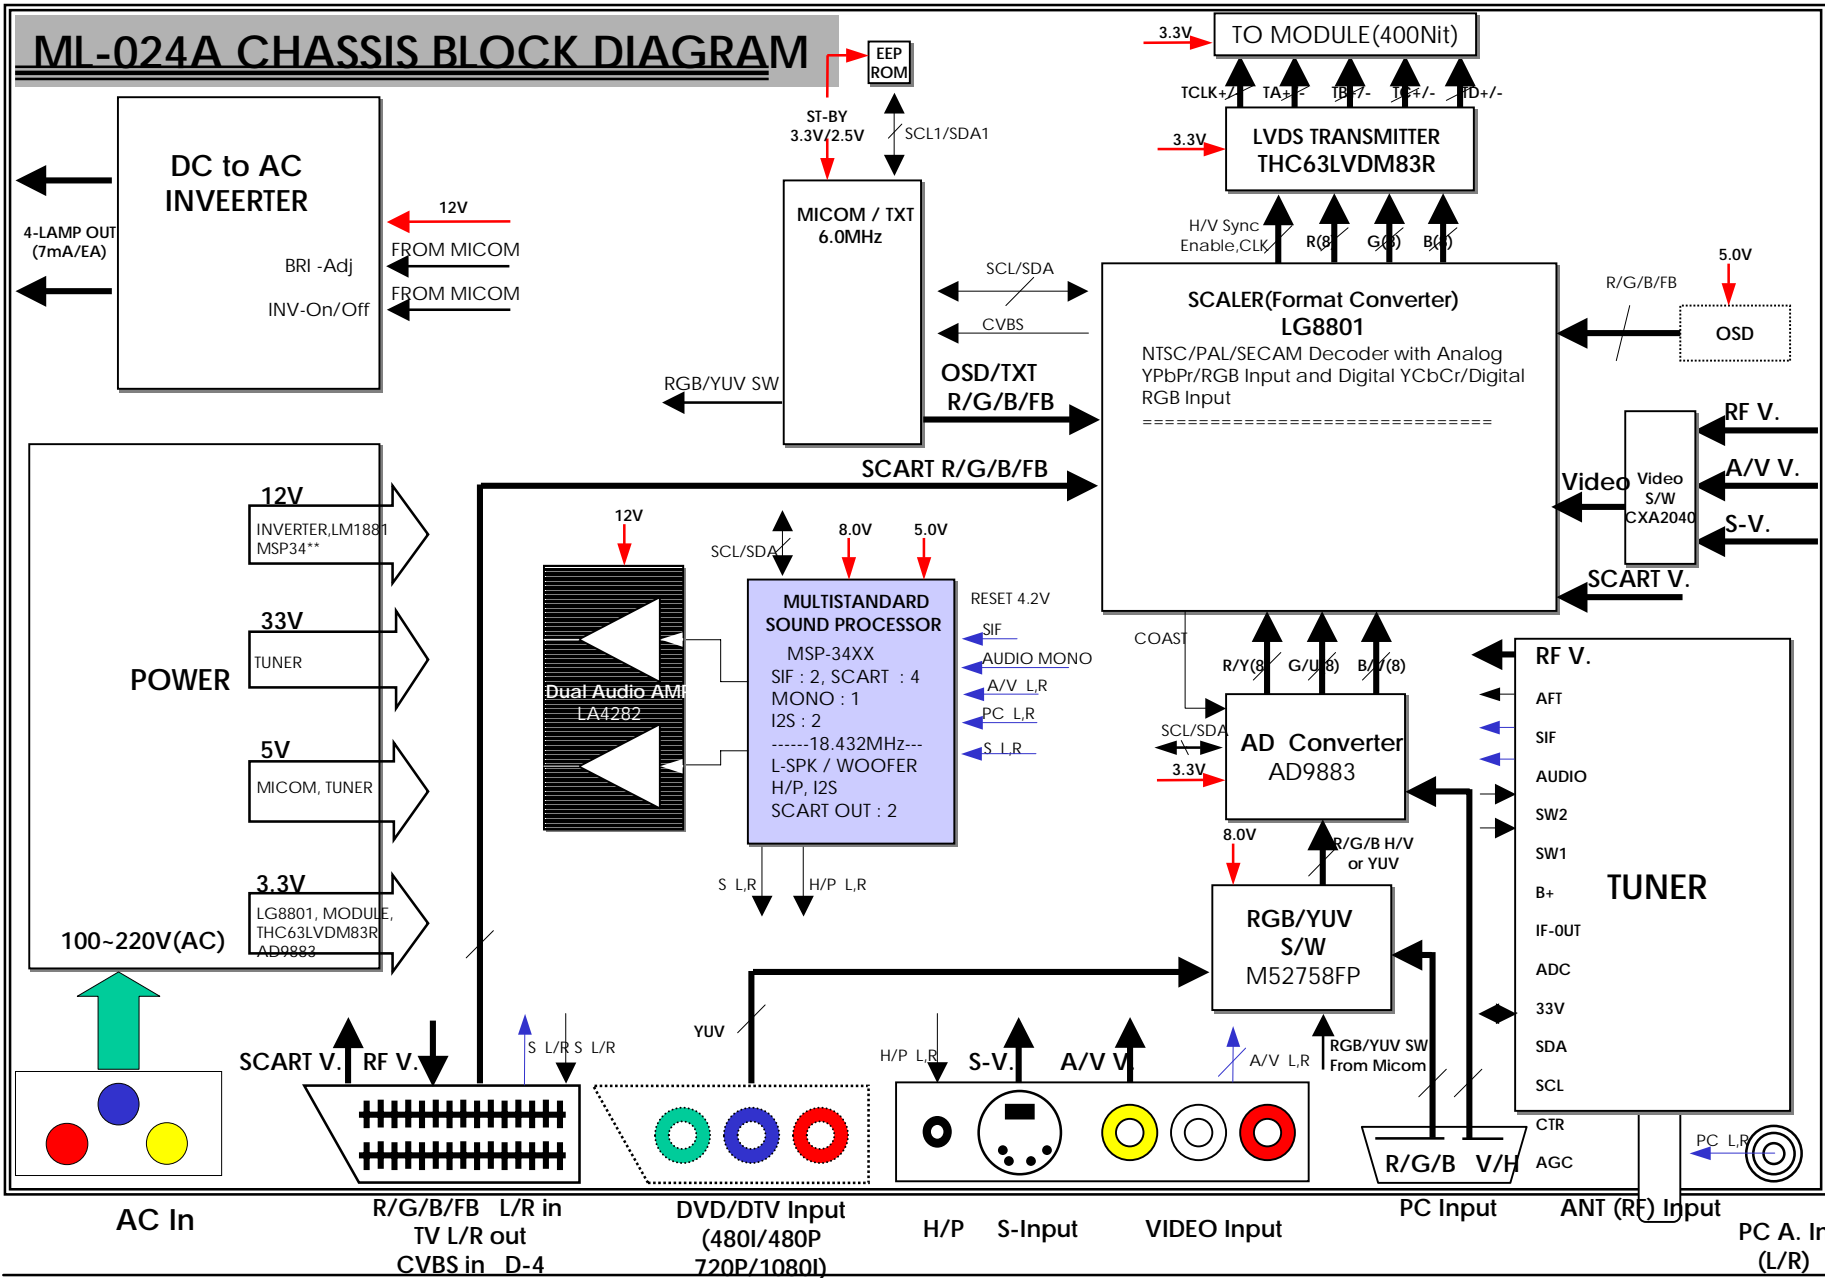 ML-024A CHASSIS BLOCK DIAGRAM
EEP
ROM
ST-BY
3.3V/2.5V
SCL1/SDA1
3.3V
TO MODULE(400Nit)
TCLK+/-
TA+/-
TB+/-
TC+/-
TD+/-
3.3V
LVDS TRANSMITTER
THC63LVDM83R
DC to AC
INVEERTER
4-LAMP OUT
(7mA/EA)
12V
FROM MICOM
BRI -Adj
FROM MICOM
INV-On/Off
MICOM / TXT
6.0MHz
H/V Sync
Enable,CLK
R(8)
G(8)
B(8)
SCL/SDA
CVBS
RGB/YUV SW
OSD/TXT
R/G/B/FB
SCALER(Format Converter)
LG8801
NTSC/PAL/SECAM Decoder with Analog
YPbPr/RGB Input and Digital YCbCr/Digital
RGB Input
===============================
5.0V
R/G/B/FB
OSD
RF V.
A/V V.
S-V.
Video
Video
S/W
CXA2040
SCART V.
SCART R/G/B/FB
POWER
100~220V(AC)
12V
INVERTER,LM1881
MSP34**
33V
TUNER
5V
MICOM, TUNER
3.3V
LG8801, MODULE,
THC63LVDM83R
AD9883
12V
Dual Audio AMP
LA4282
SCL/SDA
8.0V
5.0V
MULTISTANDARD
SOUND PROCESSOR
MSP-34XX
SIF : 2, SCART : 4
MONO : 1
I2S : 2
------18.432MHz---
L-SPK / WOOFER
H/P, I2S
SCART OUT : 2
RESET 4.2V
SIF
AUDIO MONO
A/V L,R
PC L,R
S L,R
S L,R
H/P L,R
COAST
R/Y(8)
G/U(8)
B/V(8)
SCL/SDA
3.3V
AD Converter
AD9883
8.0V
R/G/B H/V
or YUV
RGB/YUV
S/W
M52758FP
RGB/YUV SW
From Micom
RF V.
AFT
SIF
AUDIO
SW2
SW1
B+
IF-0UT
ADC
33V
SDA
SCL
CTR
AGC
TUNER
SCART V.
RF V.
S L/R
S L/R
YUV
H/P L,R
S-V.
A/V V.
A/V L,R
R/G/B
V/H
PC L,R
AC In
R/G/B/FB L/R in
TV L/R out
CVBS in D-4
DVD/DTV Input
(480I/480P
720P/1080I)
H/P
S-Input
VIDEO Input
PC Input
ANT (RF) Input
PC A. In
(L/R)